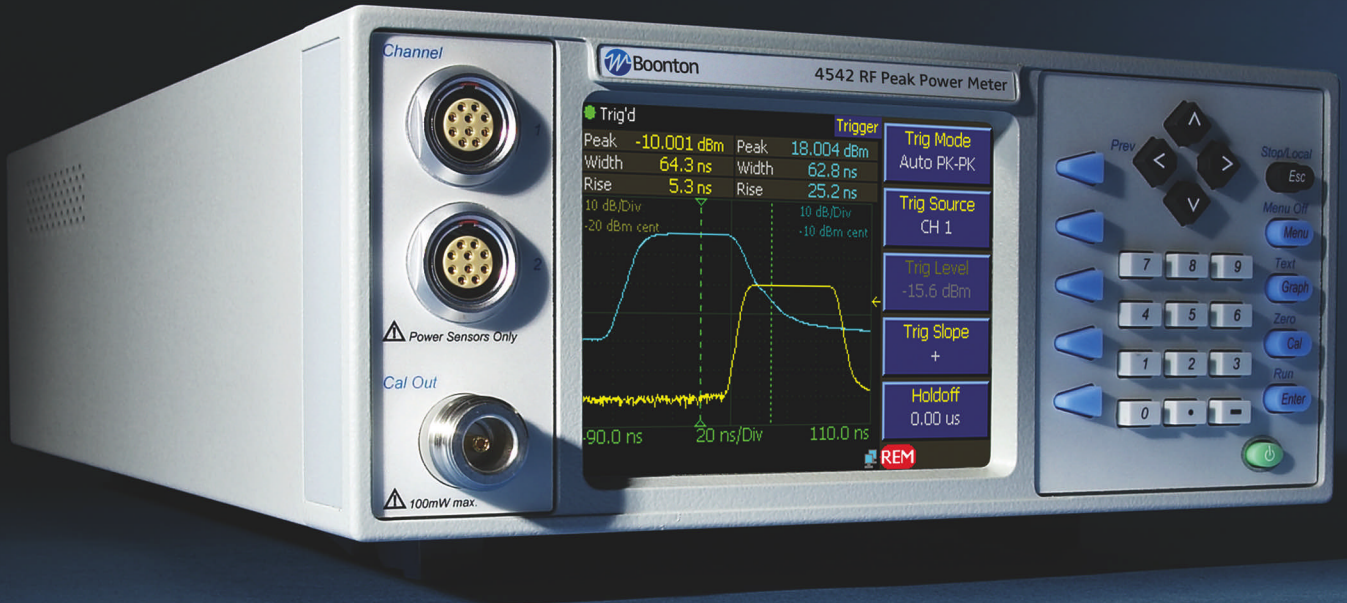 Channel
1
2
Power Sensors Only
Cal Out
100mW max.
Boonton
4542 RF Peak Power Meter
Trig'd
Trigger
Peak -10.001 dBm Peak 18.004 dBm
Width 64.3 ns Width 62.8 ns
Rise 5.3 ns Rise 25.2 ns
10 dB/Div 10 dB/Div
-20 dBm cent -10 dBm cent
-90.0 ns 20 ns/Div 110.0 ns
REM
Trig Mode
Auto PK-PK
Trig Source
CH 1
Trig Level
-15.6 dBm
Trig Slope
+
Holdoff
0.00 us
Prev
Stop/Local
Esc
Menu Off
Menu
Text
Graph
Zero
Cal
Run
Enter
7 8 9
4 5 6
1 2 3
0 . -